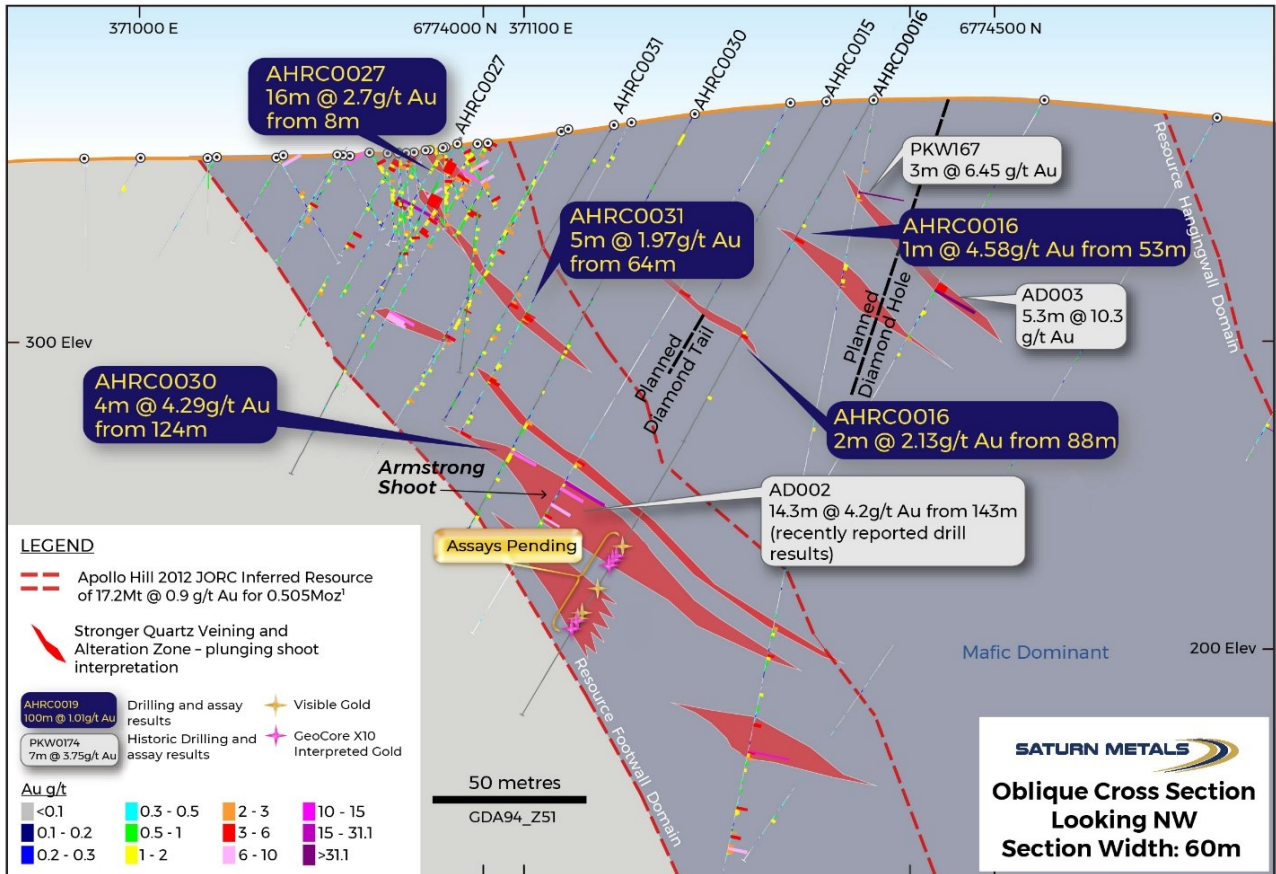 371000 E
6774000 N
371100 E
6774500 N
AHRC0027
AHRC0031
AHRC0030
AHRC0015
AHRCD0016
AHRC0027
16m @ 2.7g/t Au
from 8m
PKW167
3m @ 6.45 g/t Au
Resource Hangingwall Domain
AHRC0031
5m @ 1.97g/t Au
from 64m
AHRC0016
1m @ 4.58g/t Au from 53m
AD003
5.3m @ 10.3
g/t Au
300 Elev
Planned
Diamond Tail
Planned
Diamond Hole
AHRC0030
4m @ 4.29g/t Au
from 124m
AHRC0016
2m @ 2.13g/t Au from 88m
Armstrong
Shoot
AD002
14.3m @ 4.2g/t Au from 143m
(recently reported drill
results)
Assays Pending
Mafic Dominant
200 Elev
Resource Footwall Domain
LEGEND
Apollo Hill 2012 JORC Inferred Resource
of 17.2Mt @ 0.9 g/t Au for 0.505Moz¹
Stronger Quartz Veining and
Alteration Zone – plunging shoot
interpretation
AHRC0019
100m @ 1.01g/t Au
Drilling and assay
results
Visible Gold
PKW0174
7m @ 3.75g/t Au
Historic Drilling and
assay results
GeoCore X10
Interpreted Gold
Au g/t
<0.1
0.3 - 0.5
2 - 3
10 - 15
0.1 - 0.2
0.5 - 1
3 - 6
15 - 31.1
0.2 - 0.3
1 - 2
6 - 10
>31.1
50 metres
GDA94_Z51
SATURN METALS
Oblique Cross Section
Looking NW
Section Width: 60m